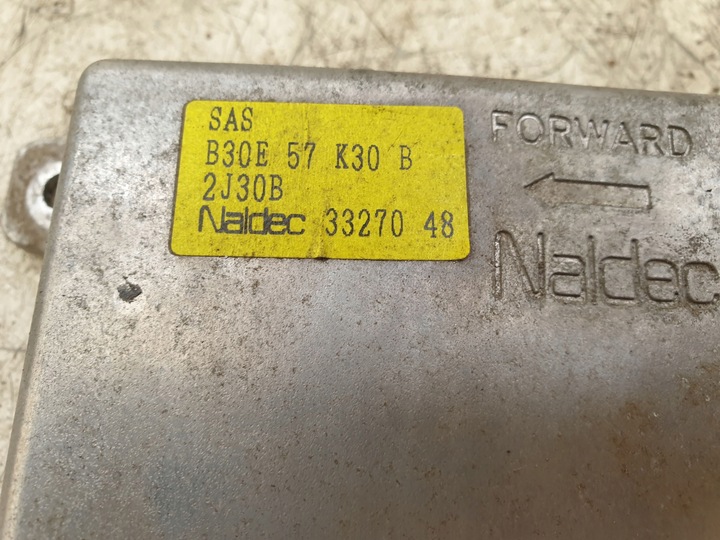 SAS
B30E 57 K30 B
2J30B
Naldec 33270 48
FORWARD
Naldec